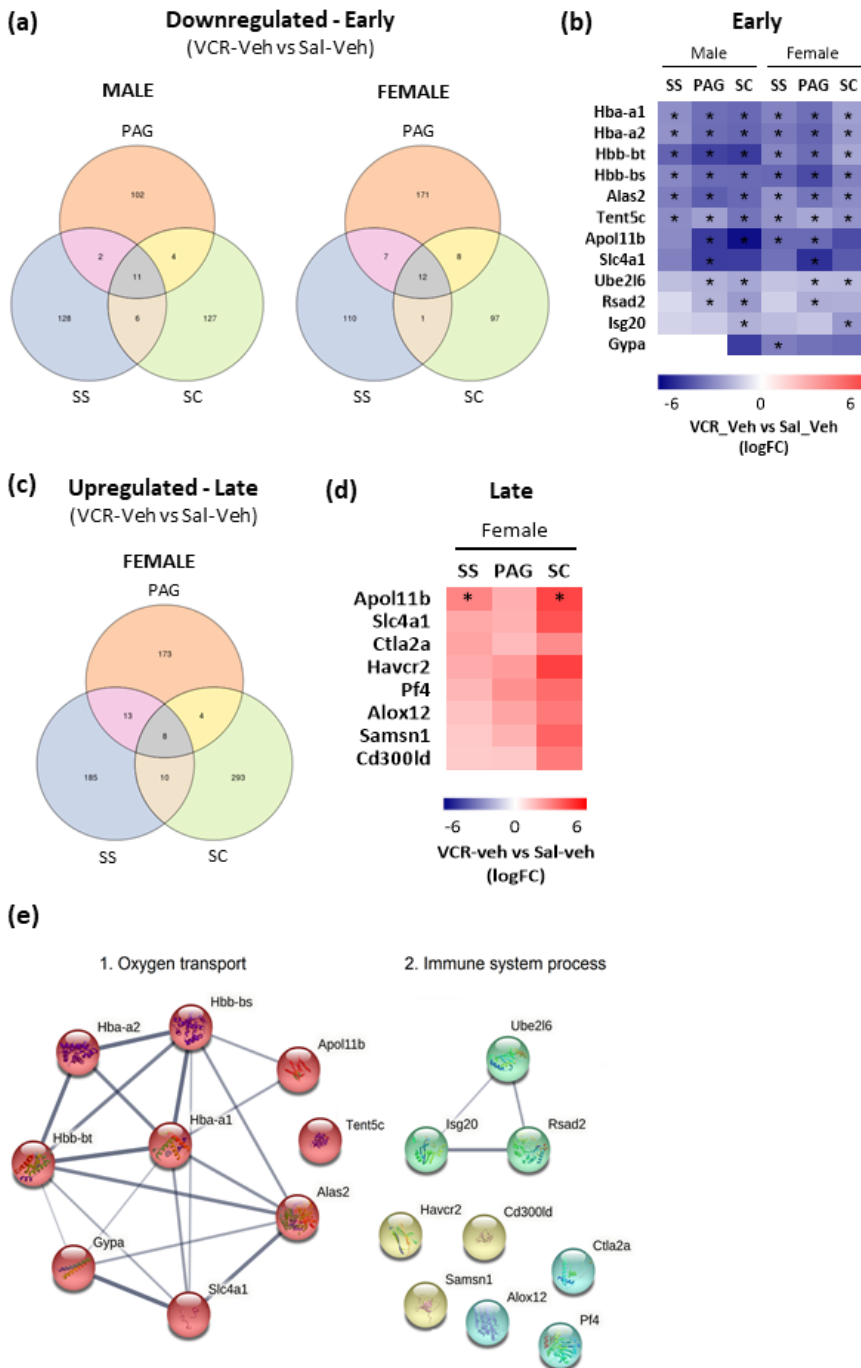 (a)
Downregulated - Early
(VCR-Veh vs Sal-Veh)
MALE
PAG
102
2
4
11
128
6
127
SS
SC
FEMALE
PAG
171
7
8
12
110
1
97
SS
SC
(b)
Early
Male
Female
SS PAG SC SS PAG SC
Hba-a1 * * * * * *
Hba-a2 * * * * * *
Hbb-bt * * * * * *
Hbb-bs * * * * * *
Alas2 * * * * * *
Tent5c * * * * * *
Apol11b * * * *
Slc4a1 * *
Ube2l6 * * * *
Rsad2 * * *
Isg20 * *
Gypa *
-6 0 6
VCR_Veh vs Sal_Veh
(logFC)
(c)
Upregulated - Late
(VCR-Veh vs Sal-Veh)
FEMALE
PAG
173
13
4
8
185
10
293
SS
SC
(d)
Late
Female
SS PAG SC
Apol11b * *
Slc4a1
Ctla2a
Havcr2
Pf4
Alox12
Samsn1
Cd300ld
-6 0 6
VCR-veh vs Sal-veh
(logFC)
(e)
1. Oxygen transport
Hbb-bs
Hba-a2
Apol11b
Hba-a1
Tent5c
Hbb-bt
Alas2
Gypa
Slc4a1
2. Immune system process
Ube2l6
Isg20
Rsad2
Havcr2
Cd300ld
Ctla2a
Samsn1
Alox12
Pf4